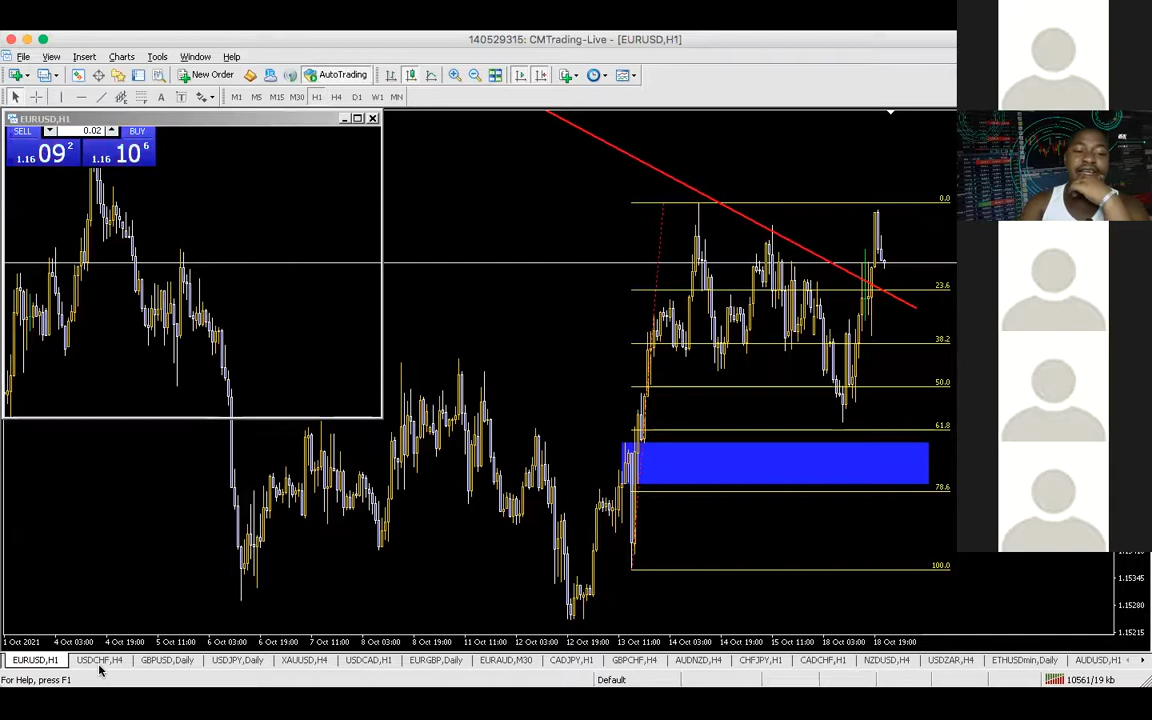 140529315: CMTrading-Live - [EURUSD,H1]
File View Insert Charts Tools Window Help
New Order AutoTrading
A T M1 M5 M15 M30 H1 H4 D1 W1 MN
EURUSD,H1
SELL 0.02 BUY
1.16 09 2 1.16 10 6
0.0
23.6
38.2
50.0
61.8
78.6
100.0
1.15345
1.15280
1.15215
1 Oct 2021 4 Oct 03:00 4 Oct 19:00 5 Oct 11:00 6 Oct 03:00 6 Oct 19:00 7 Oct 11:00 8 Oct 03:00 8 Oct 19:00 11 Oct 11:00 12 Oct 03:00 12 Oct 19:00 13 Oct 11:00 14 Oct 03:00 14 Oct 19:00 15 Oct 11:00 18 Oct 03:00 18 Oct 19:00
EURUSD,H1 USDCHF,H4 GBPUSD,Daily USDJPY,Daily XAUUSD,H4 USDCAD,H1 EURGBP,Daily EURAUD,M30 CADJPY,H1 GBPCHF,H4 AUDNZD,H4 CHFJPY,H1 CADCHF,H1 NZDUSD,H4 USDZAR,H4 ETHUSDmin,Daily AUDUSD,H1
For Help, press F1 Default 10561/19 kb